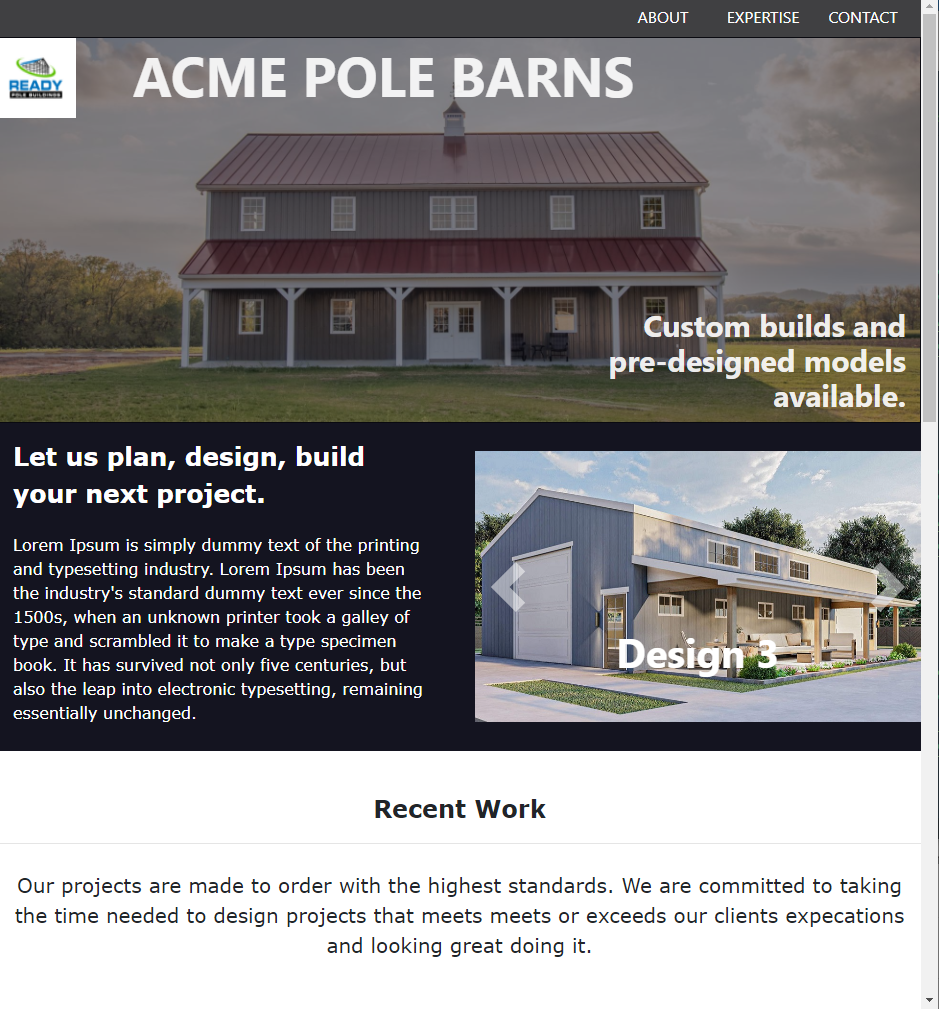 ABOUT EXPERTISE CONTACT
READY
POLE BUILDINGS
ACME POLE BARNS
Custom builds and
pre-designed models
available.
Let us plan, design, build
your next project.
Lorem Ipsum is simply dummy text of the printing
and typesetting industry. Lorem Ipsum has been
the industry's standard dummy text ever since the
1500s, when an unknown printer took a galley of
type and scrambled it to make a type specimen
book. It has survived not only five centuries, but
also the leap into electronic typesetting, remaining
essentially unchanged.
Design 3
Recent Work
Our projects are made to order with the highest standards. We are committed to taking
the time needed to design projects that meets meets or exceeds our clients expecations
and looking great doing it.